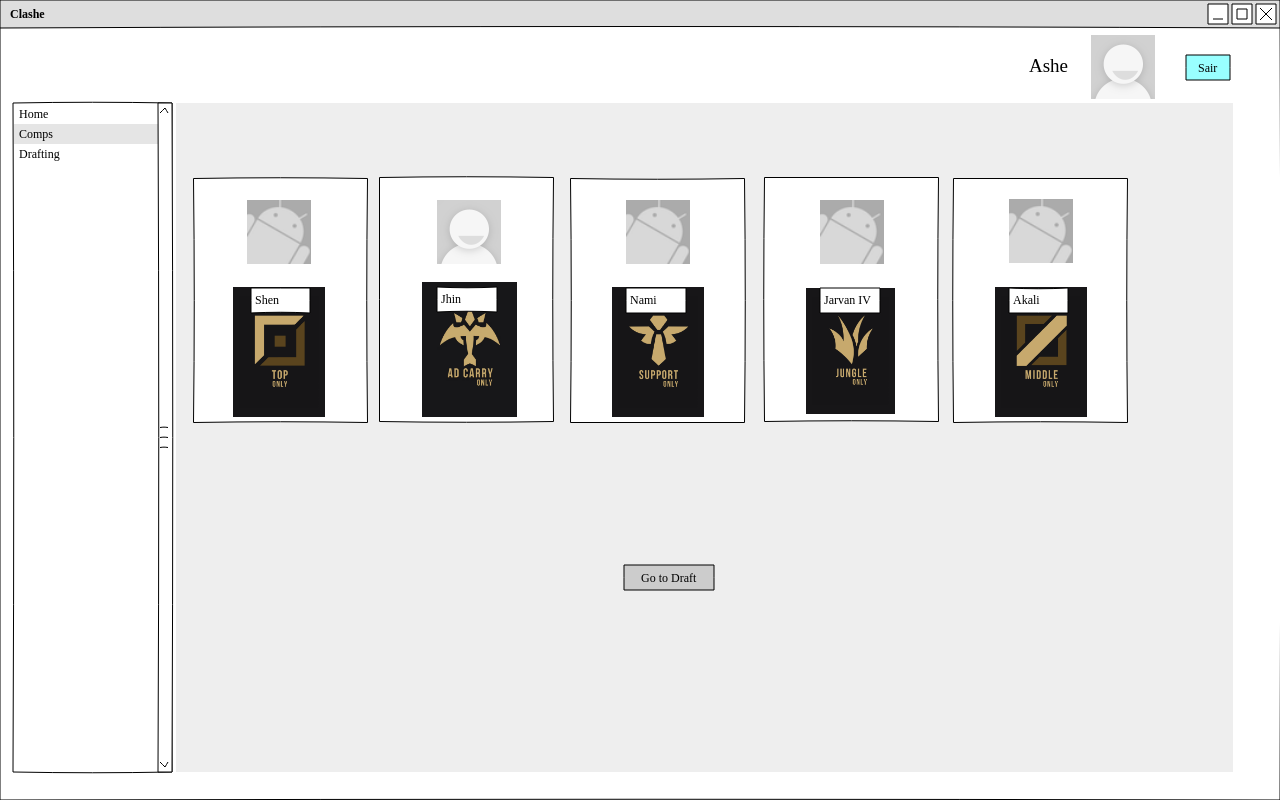 Clashe
Ashe
Sair
Home
Comps
Drafting
Shen
TOP
ONLY
Jhin
AD CARRY
ONLY
Nami
SUPPORT
ONLY
Jarvan IV
JUNGLE
ONLY
Akali
MIDDLE
ONLY
Go to Draft